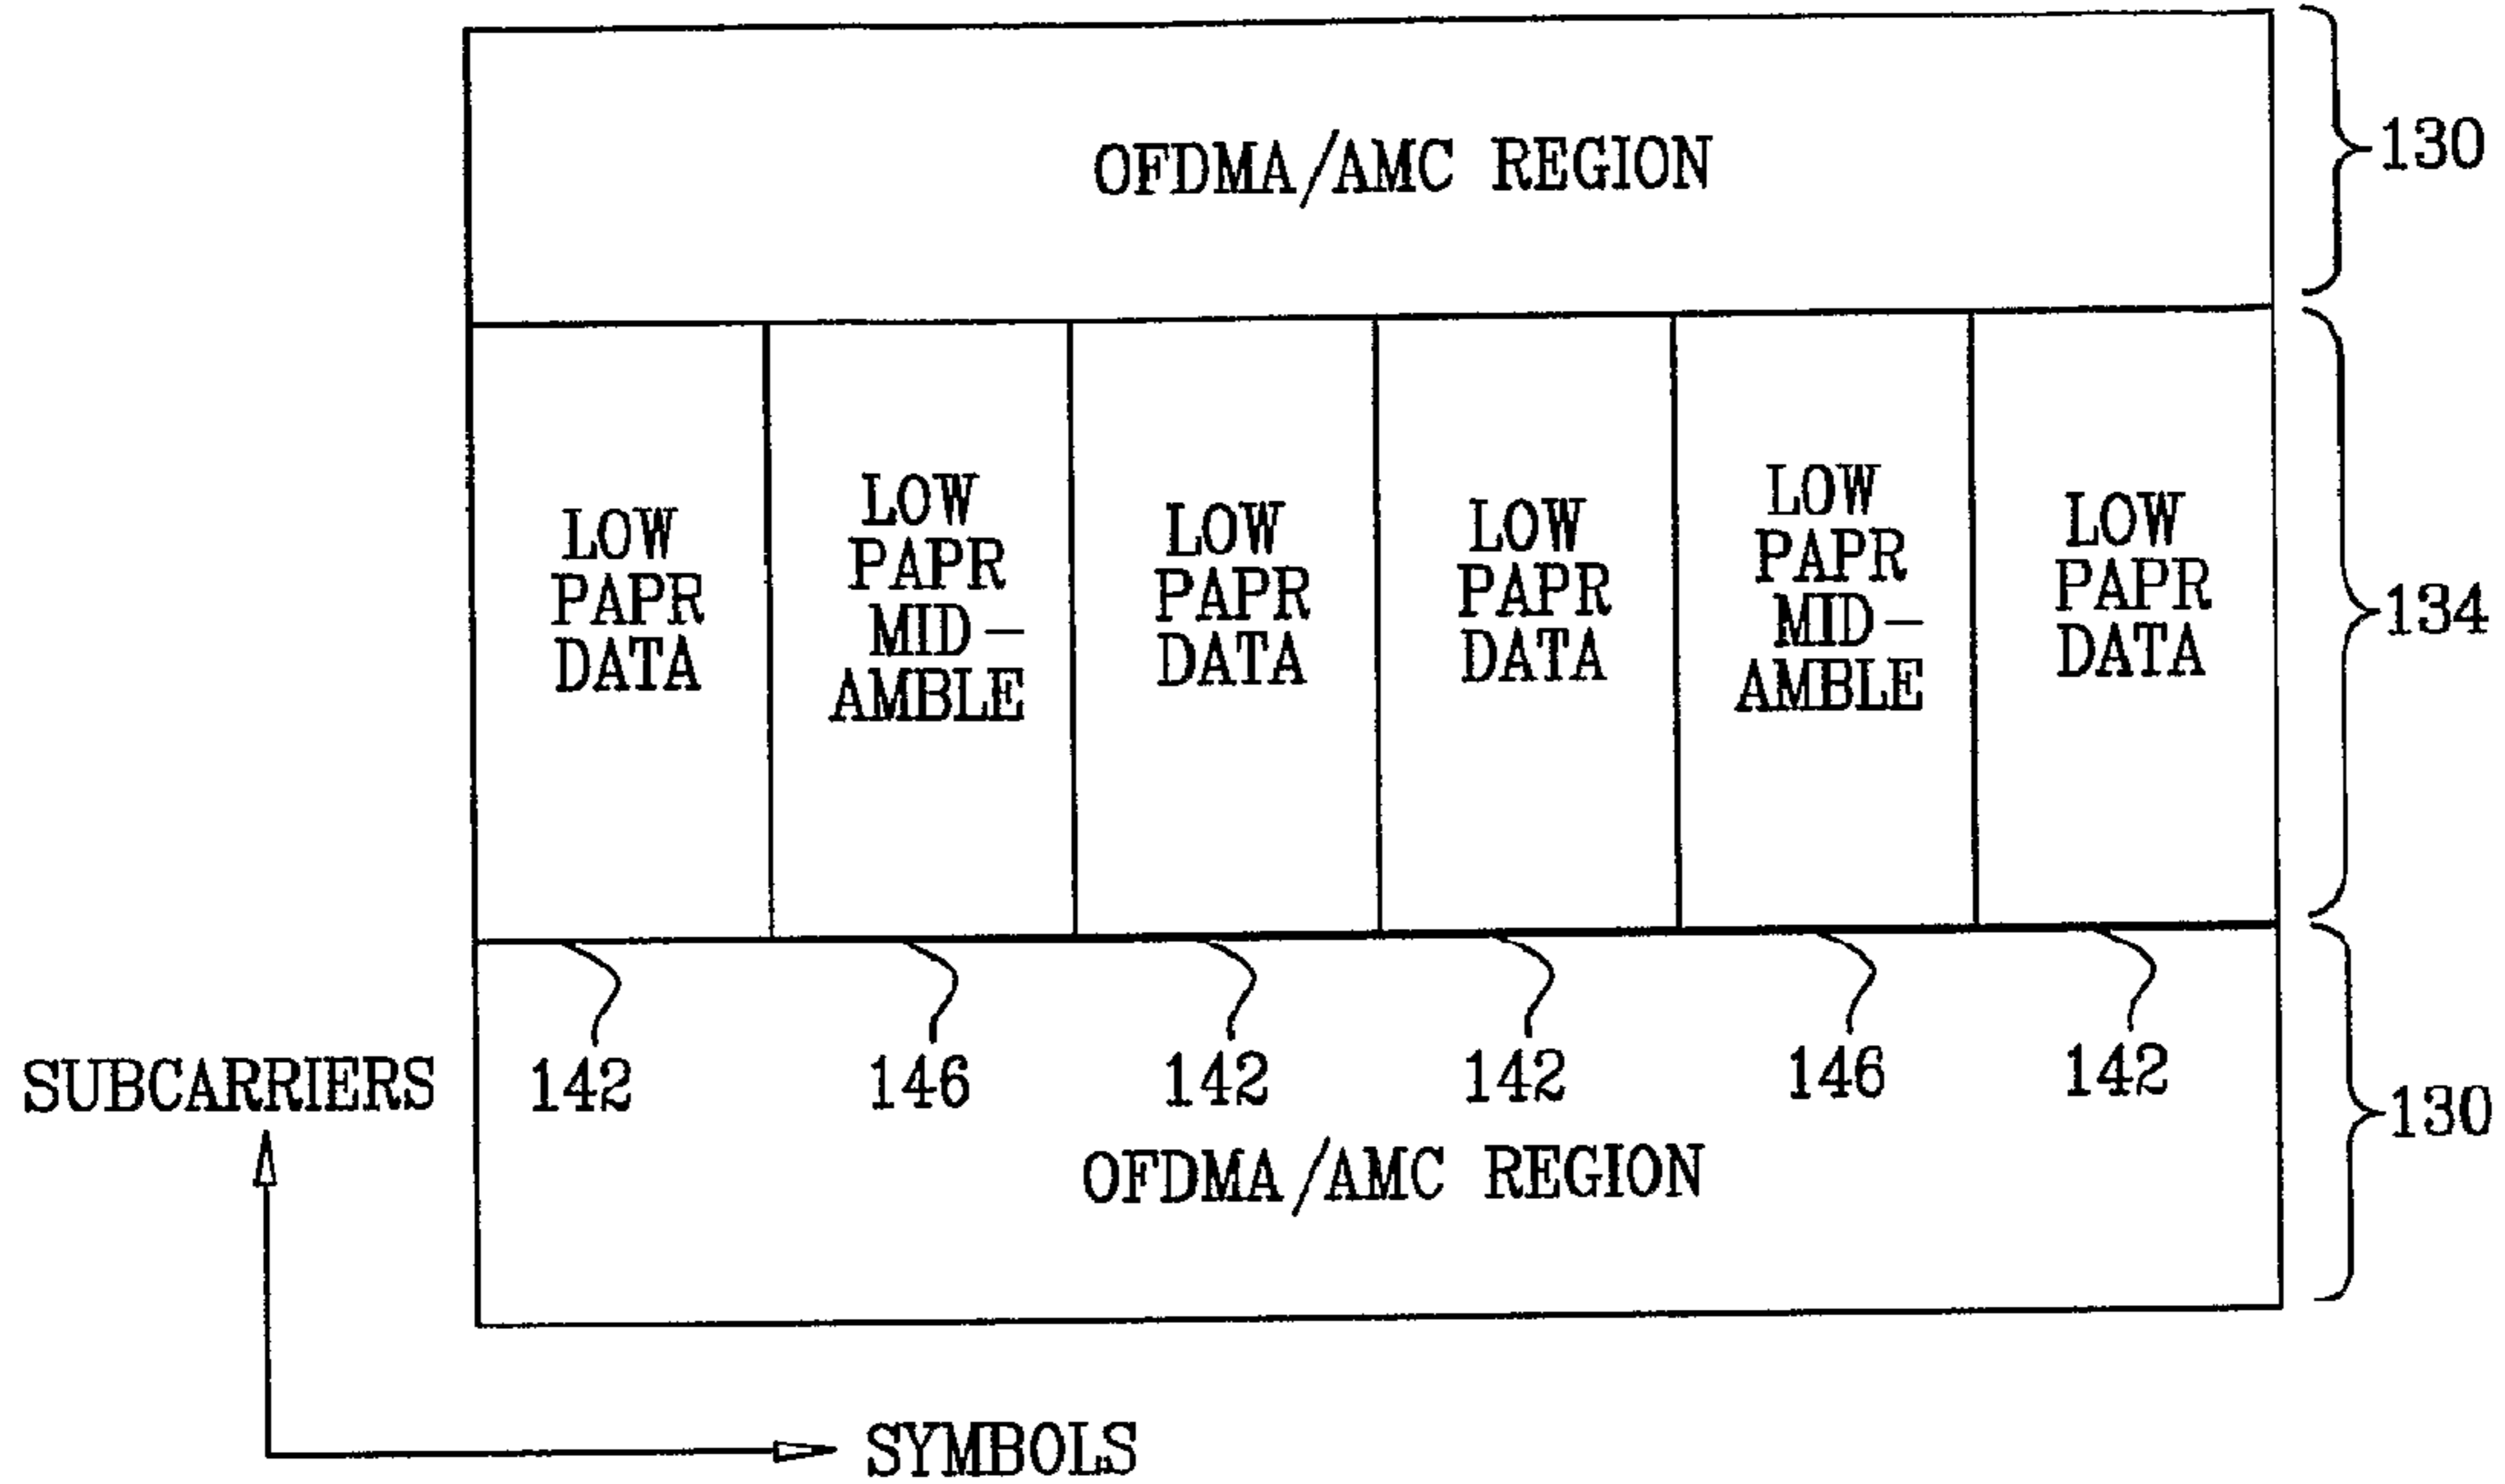 OFDMA/AMC REGION
130
LOW
PAPR
DATA
LOW
PAPR
MID-
AMBLE
LOW
PAPR
DATA
LOW
PAPR
DATA
LOW
PAPR
MID-
AMBLE
LOW
PAPR
DATA
134
142
146
142
142
146
142
SUBCARRIERS
130
OFDMA/AMC REGION
SYMBOLS